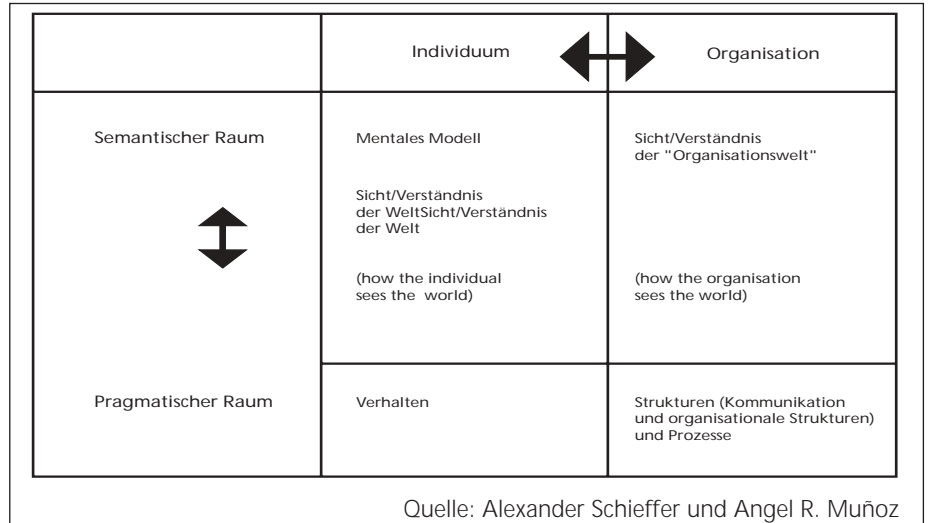 Individuum
Organisation
Semantischer Raum
Mentales Modell
Sicht/Verständnis
der WeltSicht/Verständnis
der Welt
(how the individual
sees the world)
Sicht/Verständnis
der "Organisationswelt"
(how the organisation
sees the world)
Pragmatischer Raum
Verhalten
Strukturen (Kommunikation
und organisationale Strukturen)
und Prozesse
Quelle: Alexander Schieffer und Angel R. Muñoz